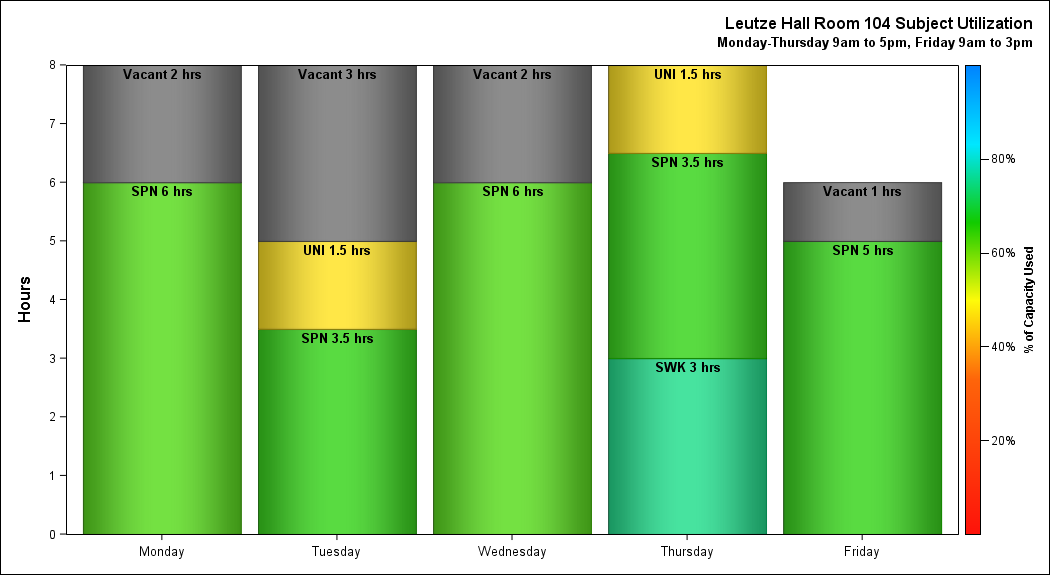 Leutze Hall Room 104 Subject Utilization
Monday-Thursday 9am to 5pm, Friday 9am to 3pm
Hours
8
7
6
5
4
3
2
1
0
Vacant 2 hrs
SPN 6 hrs
Vacant 3 hrs
UNI 1.5 hrs
SPN 3.5 hrs
Vacant 2 hrs
SPN 6 hrs
UNI 1.5 hrs
SPN 3.5 hrs
SWK 3 hrs
Vacant 1 hrs
SPN 5 hrs
Monday
Tuesday
Wednesday
Thursday
Friday
80%
60%
40%
20%
% of Capacity Used